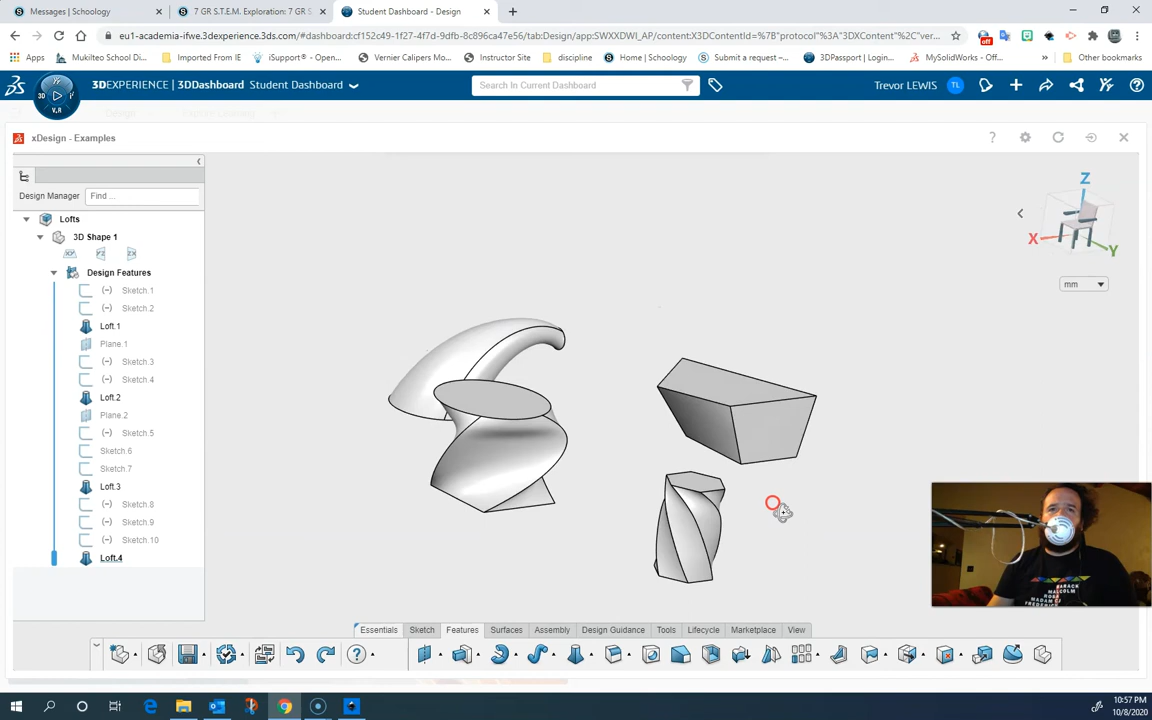 Messages | Schoology
7 GR S.T.E.M. Exploration: 7 GR S
Student Dashboard - Design
eu1-academia-ifwe.3dexperience.3ds.com/#dashboard:cf152c49-1f27-4f7d-9dfb-8c896ca47e56/tab:Design/app:SWXXDWI_AP/content:X3DContentId=%7B"protocol"%3A"3DXContent"%2C"ver...
Apps
Mukilteo School Di...
Imported From IE
iSupport® - Open...
Vernier Calipers Mo...
Instructor Site
discipline
Home | Schoology
Submit a request –...
3DPassport | Login...
MySolidWorks - Off...
»
Other bookmarks
3DEXPERIENCE | 3DDashboard Student Dashboard
Search In Current Dashboard
Trevor LEWIS
TL
3D
V,R
xDesign - Examples
Design Manager
Find ...
Lofts
3D Shape 1
Design Features
(-) Sketch.1
(-) Sketch.2
Loft.1
Plane.1
(-) Sketch.3
(-) Sketch.4
Loft.2
Plane.2
(-) Sketch.5
Sketch.6
Sketch.7
Loft.3
(-) Sketch.8
(-) Sketch.9
(-) Sketch.10
Loft.4
Z
X
Y
mm
BARACK
MALCOLM
ROSA
Essentials
Sketch
Features
Surfaces
Assembly
Design Guidance
Tools
Lifecycle
Marketplace
View
10:57 PM
10/8/2020